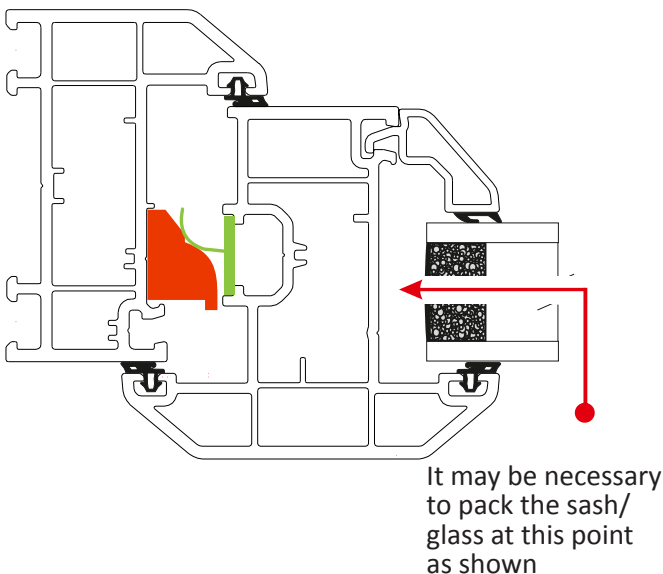 It may be necessary
to pack the sash/
glass at this point
as shown